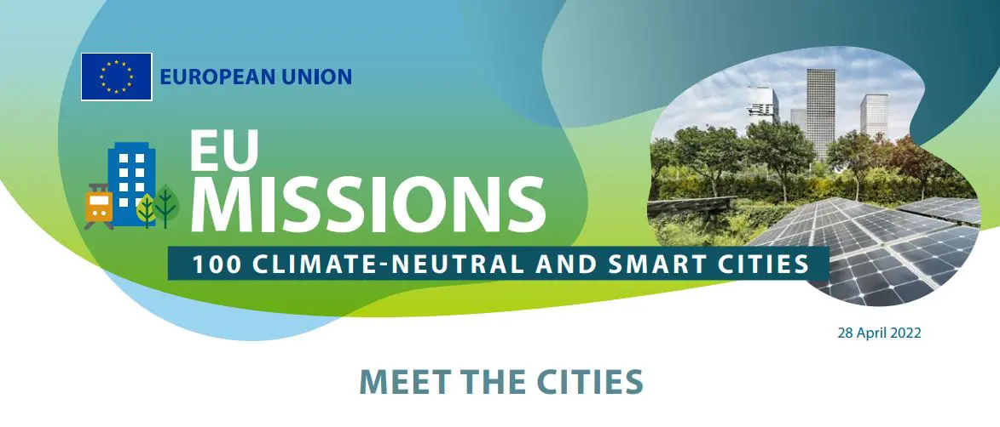 EUROPEAN UNION
EU
MISSIONS
100 CLIMATE-NEUTRAL AND SMART CITIES
28 April 2022
MEET THE CITIES